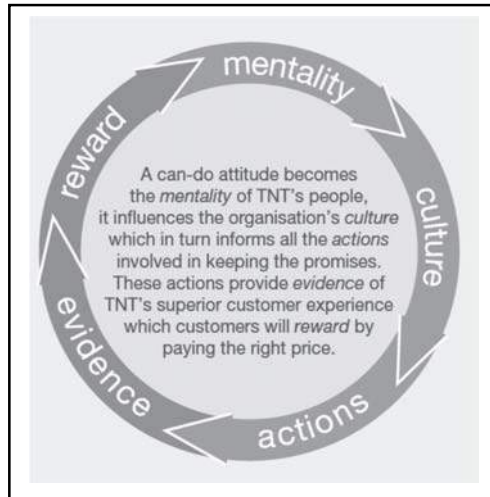 mentality
culture
actions
evidence
reward
A can-do attitude becomes
the mentality of TNT's people,
it influences the organisation's culture
which in turn informs all the actions
involved in keeping the promises.
These actions provide evidence of
TNT's superior customer experience
which customers will reward by
paying the right price.